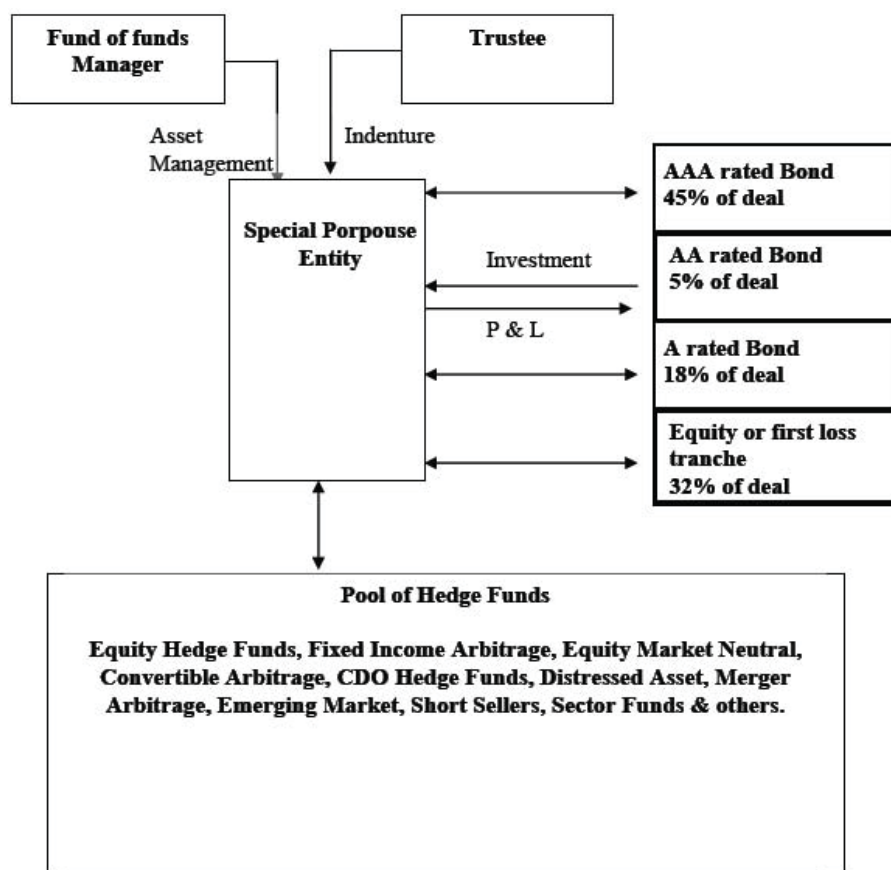 Fund of funds
Manager
Trustee
Asset
Management
Indenture
Special Porpouse
Entity
AAA rated Bond
45% of deal
Investment
AA rated Bond
5% of deal
P & L
A rated Bond
18% of deal
Equity or first loss
tranche
32% of deal
Pool of Hedge Funds
Equity Hedge Funds, Fixed Income Arbitrage, Equity Market Neutral,
Convertible Arbitrage, CDO Hedge Funds, Distressed Asset, Merger
Arbitrage, Emerging Market, Short Sellers, Sector Funds & others.